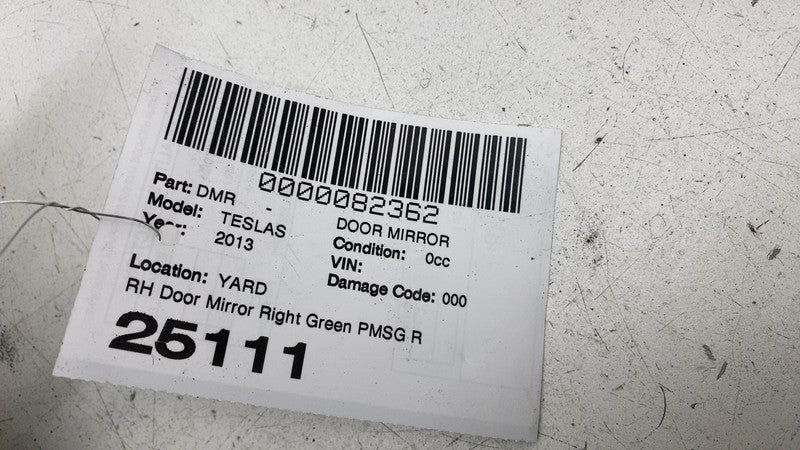 0000082362
Part: DMR - DOOR MIRROR
Model: TESLAS Condition: 0cc
Year: 2013 VIN:
Damage Code: 000
Location: YARD
RH Door Mirror Right Green PMSG R
25111